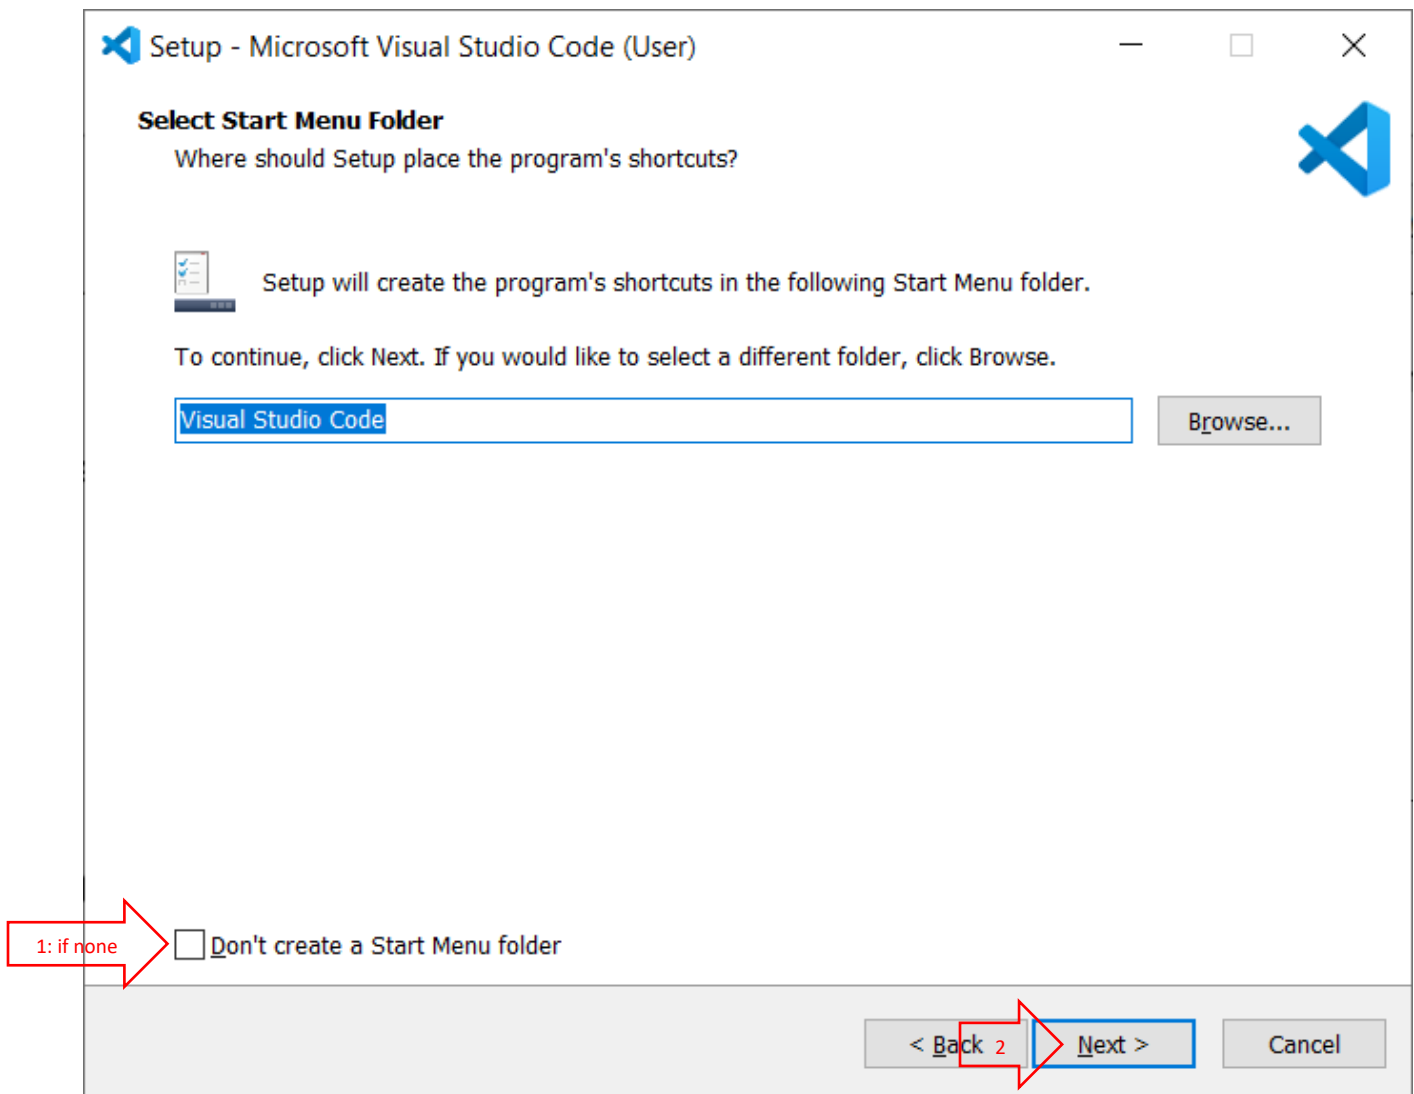 Setup - Microsoft Visual Studio Code (User)
Select Start Menu Folder
Where should Setup place the program's shortcuts?
Setup will create the program's shortcuts in the following Start Menu folder.
To continue, click Next. If you would like to select a different folder, click Browse.
Visual Studio Code
Browse...
1: if none
Don't create a Start Menu folder
< Back
2
Next >
Cancel